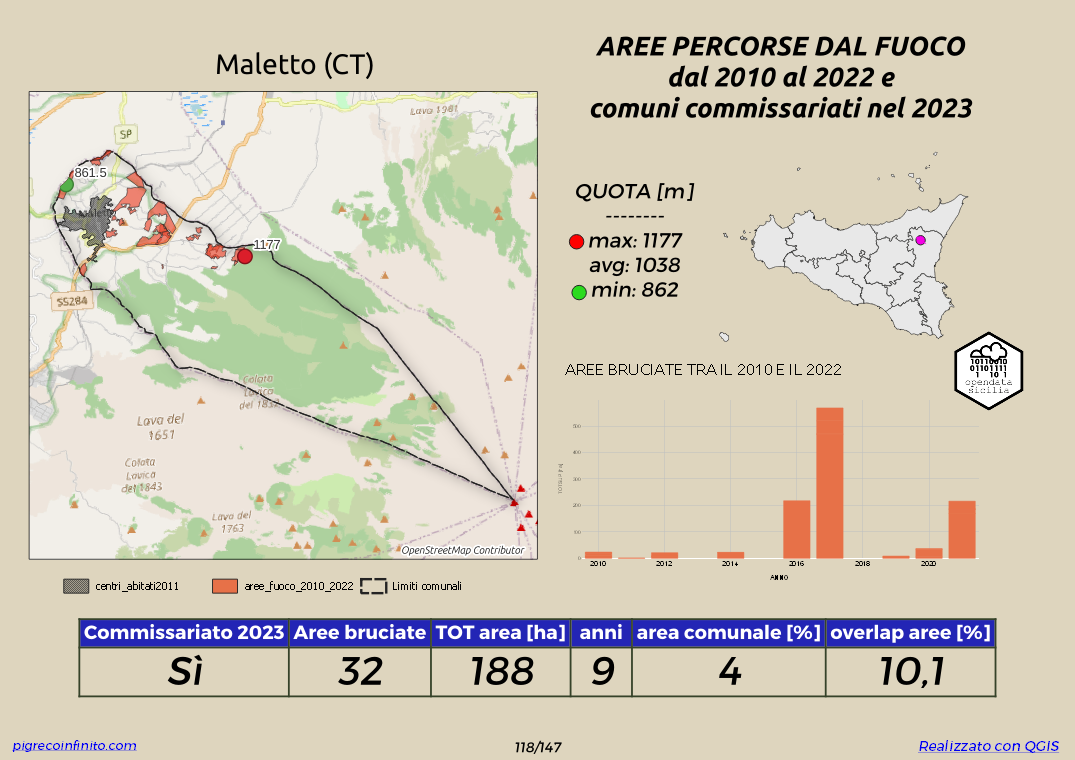 AREE PERCORSE DAL FUOCO
dal 2010 al 2022 e
comuni commissariati nel 2023
Maletto (CT)
Lava 1981
SP
861.5
1177
SS284
Colata
Lavica
del 1832
Lava del
1651
Colata
Lavica
del 1843
Lava del
1763
OpenStreetMap Contributor
QUOTA [m]
--------
max: 1177
avg: 1038
min: 862
10110010
01101111
1 10 1
opendata
sicilia
AREE BRUCIATE TRA IL 2010 E IL 2022
500
400
300
200
100
0
2010 2012 2014 2016 2018 2020
ANNO
centri_abitati2011 aree_fuoco_2010_2022 Limiti comunali
Commissariato 2023 Aree bruciate TOT area [ha] anni area comunale [%] overlap aree [%]
Sì 32 188 9 4 10,1
pigrecoinfinito.com 118/147 Realizzato con QGIS